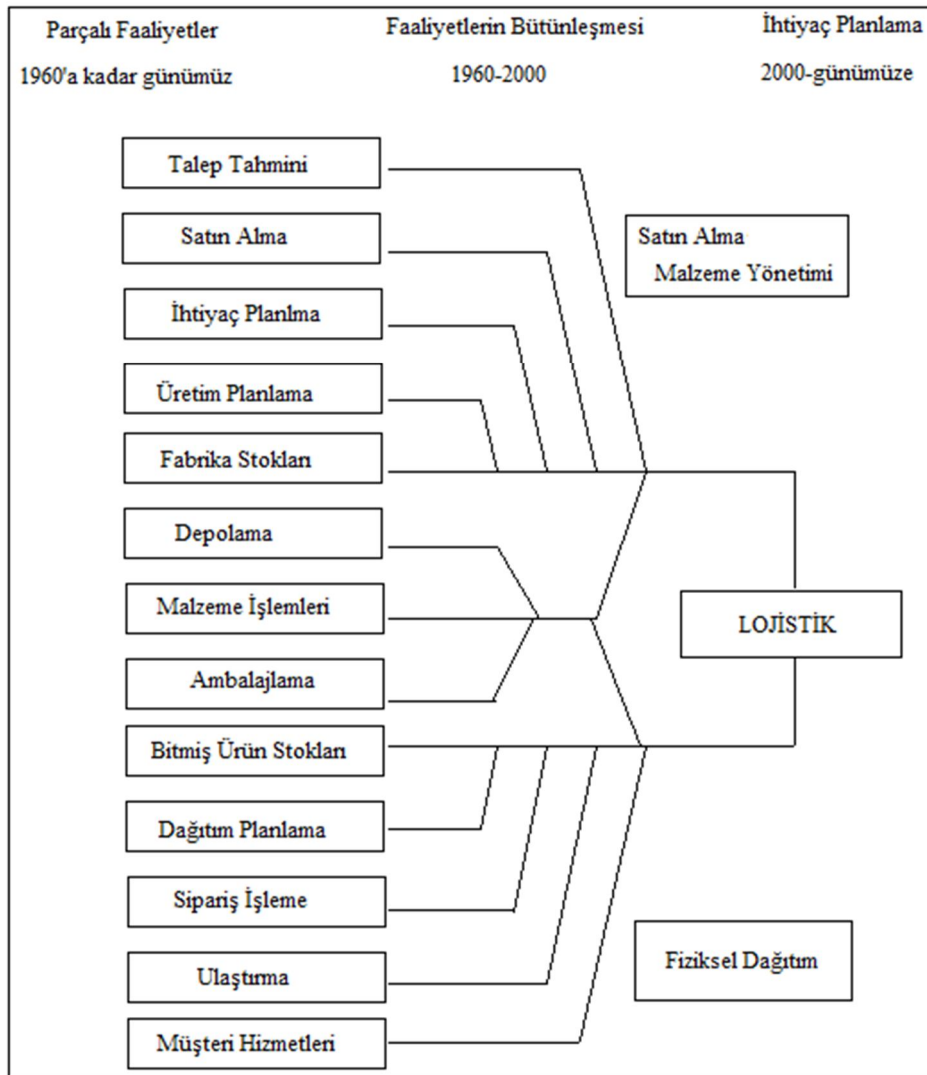 Parçalı Faaliyetler
Faaliyetlerin Bütünleşmesi
İhtiyaç Planlama
1960'a kadar günümüz
1960-2000
2000-günümüze
Talep Tahmini
Satın Alma
Satın Alma
Malzeme Yönetimi
İhtiyaç Planlma
Üretim Planlama
Fabrika Stokları
Depolama
Malzeme İşlemleri
LOJİSTİK
Ambalajlama
Bitmiş Ürün Stokları
Dağıtım Planlama
Sipariş İşleme
Fiziksel Dağıtım
Ulaştırma
Müşteri Hizmetleri